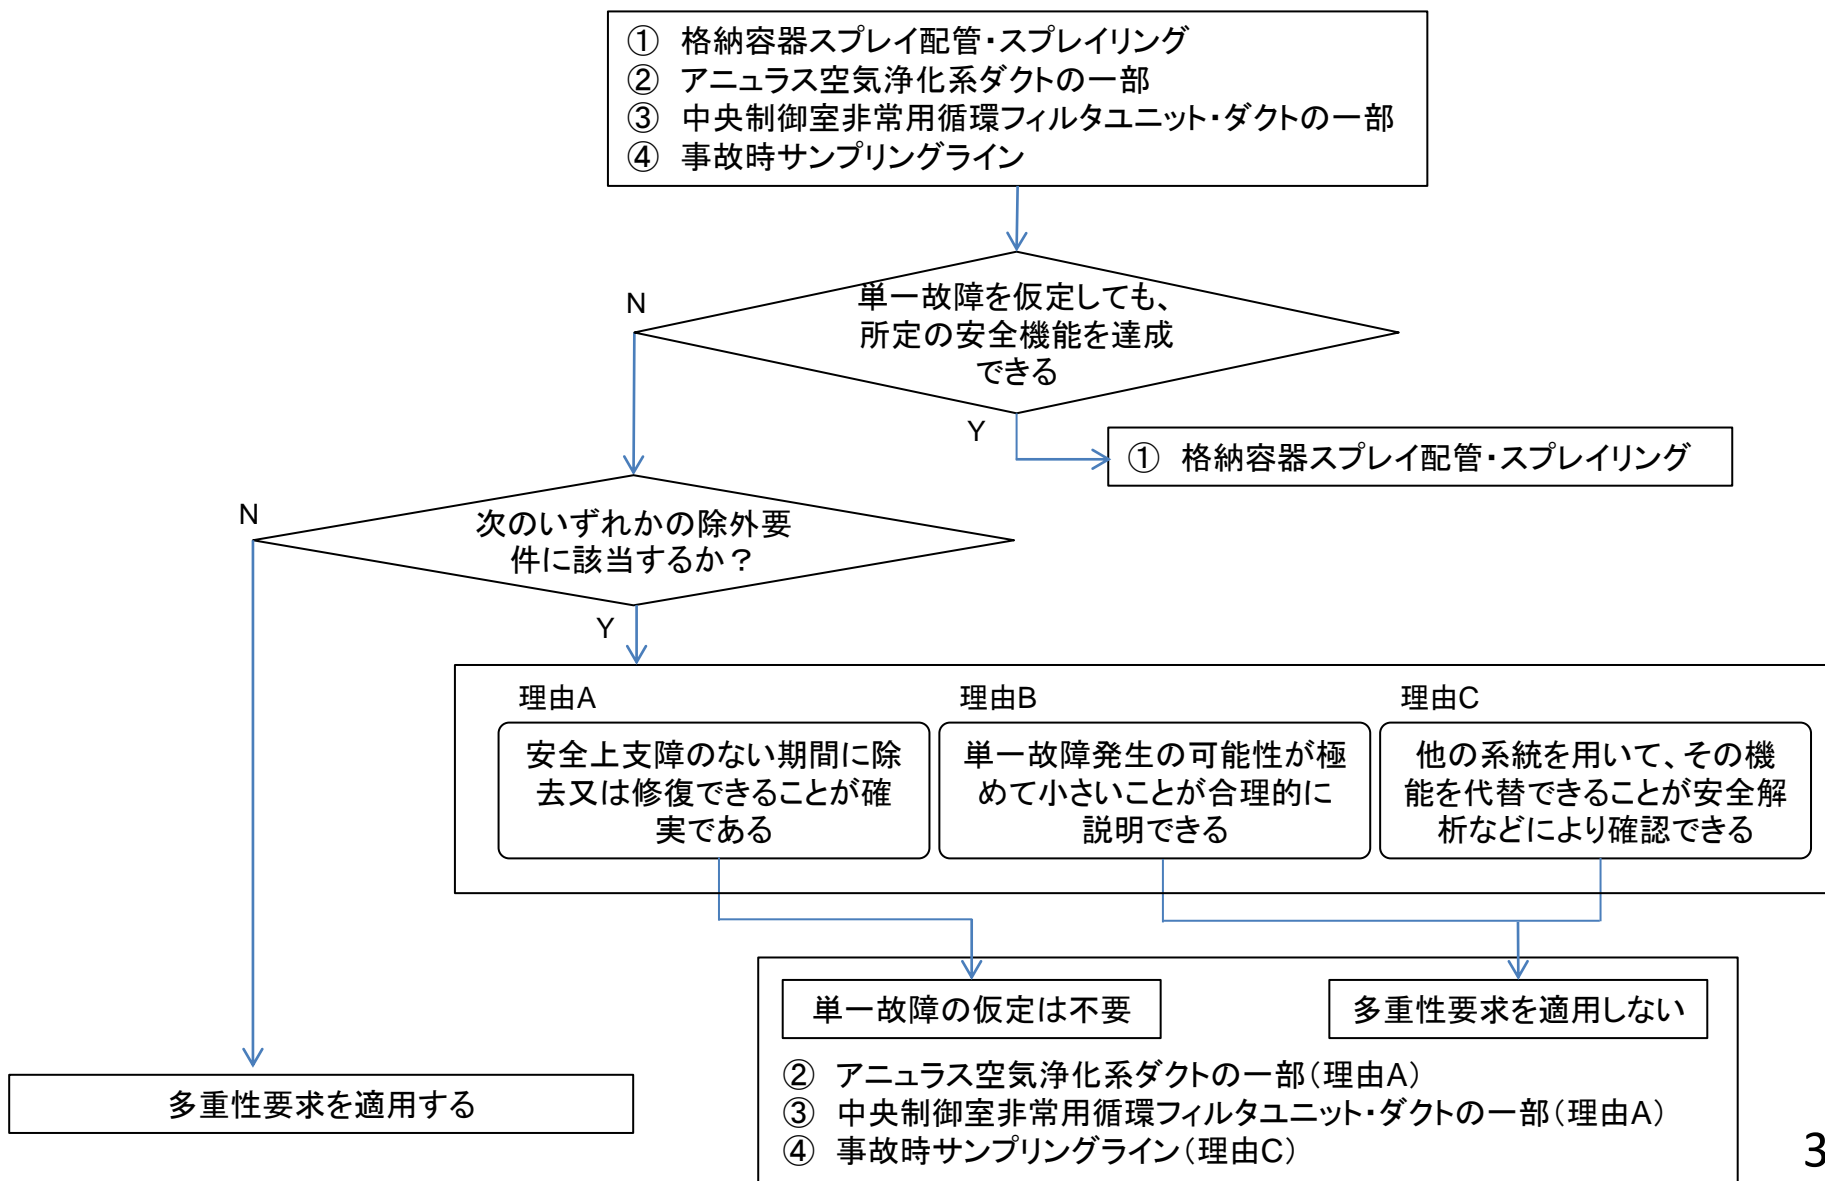 ① 格納容器スプレイ配管・スプレイリング
② アニュラス空気浄化系ダクトの一部
③ 中央制御室非常用循環フィルタユニット・ダクトの一部
④ 事故時サンプリングライン
単一故障を仮定しても、
所定の安全機能を達成
できる
N
Y
① 格納容器スプレイ配管・スプレイリング
次のいずれかの除外要
件に該当するか？
N
Y
理由A
安全上支障のない期間に除
去又は修復できることが確
実である
理由B
単一故障発生の可能性が極
めて小さいことが合理的に
説明できる
理由C
他の系統を用いて、その機
能を代替できることが安全解
析などにより確認できる
単一故障の仮定は不要
多重性要求を適用しない
② アニュラス空気浄化系ダクトの一部（理由A）
③ 中央制御室非常用循環フィルタユニット・ダクトの一部（理由A）
④ 事故時サンプリングライン（理由C）
多重性要求を適用する
3